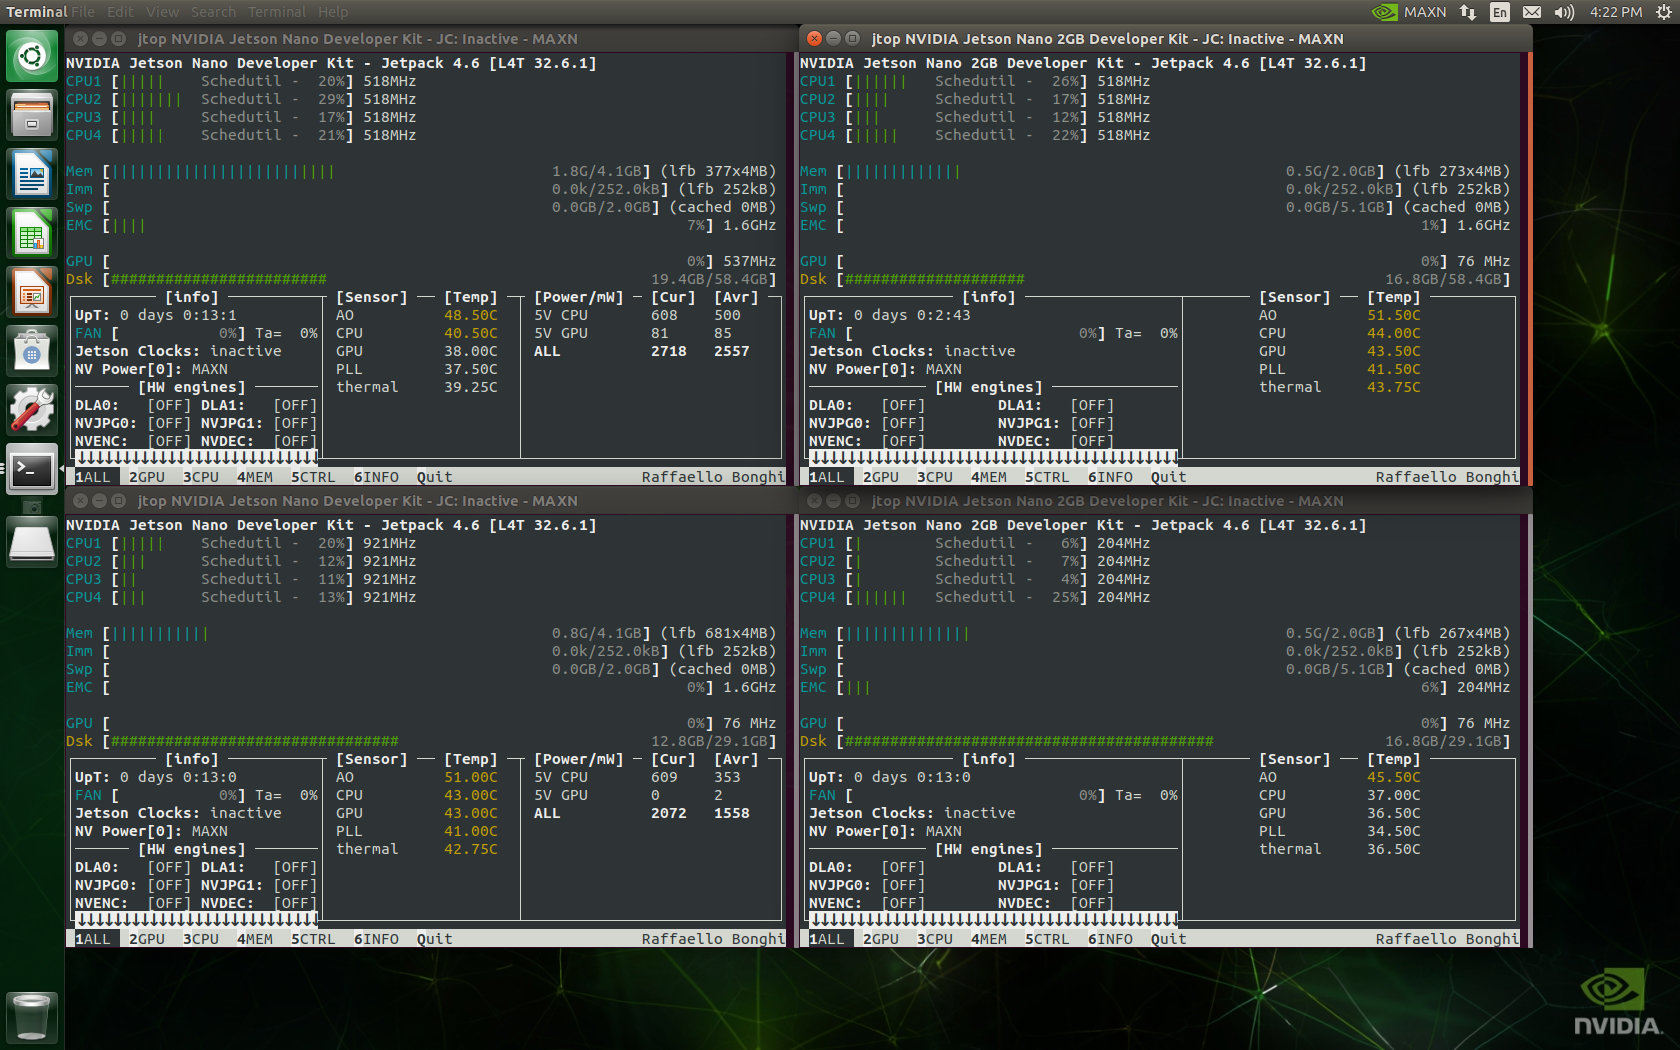 Terminal File Edit View Search Terminal Help MAXN En 4:22 PM
jtop NVIDIA Jetson Nano Developer Kit - JC: Inactive - MAXN
NVIDIA Jetson Nano Developer Kit - Jetpack 4.6 [L4T 32.6.1]
CPU1 [||||| Schedutil - 20%] 518MHz
CPU2 [||||||| Schedutil - 29%] 518MHz
CPU3 [|||| Schedutil - 17%] 518MHz
CPU4 [||||| Schedutil - 21%] 518MHz
Mem [||||||||||||||||||||||||| 1.8G/4.1GB] (lfb 377x4MB)
Imm [ 0.0k/252.0kB] (lfb 252kB)
Swp [ 0.0GB/2.0GB] (cached 0MB)
EMC [|||| 7%] 1.6GHz
GPU [ 0%] 537MHz
Dsk [######################## 19.4GB/58.4GB]
[info] [Sensor] [Temp] [Power/mW] [Cur] [Avr]
UpT: 0 days 0:13:1 AO 48.50C 5V CPU 608 500
FAN [ 0%] Ta= 0% CPU 40.50C 5V GPU 81 85
Jetson Clocks: inactive GPU 38.00C ALL 2718 2557
NV Power[0]: MAXN PLL 37.50C
[HW engines] thermal 39.25C
DLA0: [OFF] DLA1: [OFF]
NVJPG0: [OFF] NVJPG1: [OFF]
NVENC: [OFF] NVDEC: [OFF]
1ALL 2GPU 3CPU 4MEM 5CTRL 6INFO Quit Raffaello Bonghi
jtop NVIDIA Jetson Nano 2GB Developer Kit - JC: Inactive - MAXN
NVIDIA Jetson Nano 2GB Developer Kit - Jetpack 4.6 [L4T 32.6.1]
CPU1 [|||||| Schedutil - 26%] 518MHz
CPU2 [|||| Schedutil - 17%] 518MHz
CPU3 [||| Schedutil - 12%] 518MHz
CPU4 [||||| Schedutil - 22%] 518MHz
Mem [||||||||||||| 0.5G/2.0GB] (lfb 273x4MB)
Imm [ 0.0k/252.0kB] (lfb 252kB)
Swp [ 0.0GB/5.1GB] (cached 0MB)
EMC [ 1%] 1.6GHz
GPU [ 0%] 76 MHz
Dsk [#################### 16.8GB/58.4GB]
[info] [Sensor] [Temp]
UpT: 0 days 0:2:43 AO 51.50C
FAN [ 0%] Ta= 0% CPU 44.00C
Jetson Clocks: inactive GPU 43.50C
NV Power[0]: MAXN PLL 41.50C
[HW engines] thermal 43.75C
DLA0: [OFF] DLA1: [OFF]
NVJPG0: [OFF] NVJPG1: [OFF]
NVENC: [OFF] NVDEC: [OFF]
1ALL 2GPU 3CPU 4MEM 5CTRL 6INFO Quit Raffaello Bonghi
jtop NVIDIA Jetson Nano Developer Kit - JC: Inactive - MAXN
NVIDIA Jetson Nano Developer Kit - Jetpack 4.6 [L4T 32.6.1]
CPU1 [||||| Schedutil - 20%] 921MHz
CPU2 [||| Schedutil - 12%] 921MHz
CPU3 [|| Schedutil - 11%] 921MHz
CPU4 [||| Schedutil - 13%] 921MHz
Mem [||||||||||| 0.8G/4.1GB] (lfb 681x4MB)
Imm [ 0.0k/252.0kB] (lfb 252kB)
Swp [ 0.0GB/2.0GB] (cached 0MB)
EMC [ 0%] 1.6GHz
GPU [ 0%] 76 MHz
Dsk [################################ 12.8GB/29.1GB]
[info] [Sensor] [Temp] [Power/mW] [Cur] [Avr]
UpT: 0 days 0:13:0 AO 51.00C 5V CPU 609 353
FAN [ 0%] Ta= 0% CPU 43.00C 5V GPU 0 2
Jetson Clocks: inactive GPU 43.00C ALL 2072 1558
NV Power[0]: MAXN PLL 41.00C
[HW engines] thermal 42.75C
DLA0: [OFF] DLA1: [OFF]
NVJPG0: [OFF] NVJPG1: [OFF]
NVENC: [OFF] NVDEC: [OFF]
1ALL 2GPU 3CPU 4MEM 5CTRL 6INFO Quit Raffaello Bonghi
jtop NVIDIA Jetson Nano 2GB Developer Kit - JC: Inactive - MAXN
NVIDIA Jetson Nano 2GB Developer Kit - Jetpack 4.6 [L4T 32.6.1]
CPU1 [| Schedutil - 6%] 204MHz
CPU2 [| Schedutil - 7%] 204MHz
CPU3 [| Schedutil - 4%] 204MHz
CPU4 [|||||| Schedutil - 25%] 204MHz
Mem [|||||||||||||| 0.5G/2.0GB] (lfb 267x4MB)
Imm [ 0.0k/252.0kB] (lfb 252kB)
Swp [ 0.0GB/5.1GB] (cached 0MB)
EMC [||| 6%] 204MHz
GPU [ 0%] 76 MHz
Dsk [######################################### 16.8GB/29.1GB]
[info] [Sensor] [Temp]
UpT: 0 days 0:13:0 AO 45.50C
FAN [ 0%] Ta= 0% CPU 37.00C
Jetson Clocks: inactive GPU 36.50C
NV Power[0]: MAXN PLL 34.50C
[HW engines] thermal 36.50C
DLA0: [OFF] DLA1: [OFF]
NVJPG0: [OFF] NVJPG1: [OFF]
NVENC: [OFF] NVDEC: [OFF]
1ALL 2GPU 3CPU 4MEM 5CTRL 6INFO Quit Raffaello Bonghi
NVIDIA.